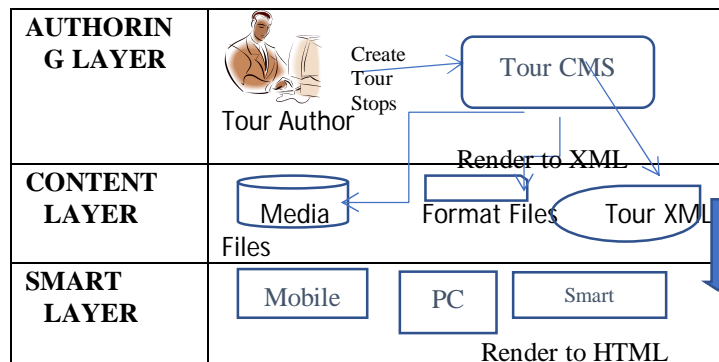 AUTHORIN
G LAYER
Create
Tour
Stops
Tour CMS
Tour Author
Render to XML
CONTENT
LAYER
Media
Files
Format Files
Tour XML
SMART
LAYER
Mobile
PC
Smart
Render to HTML